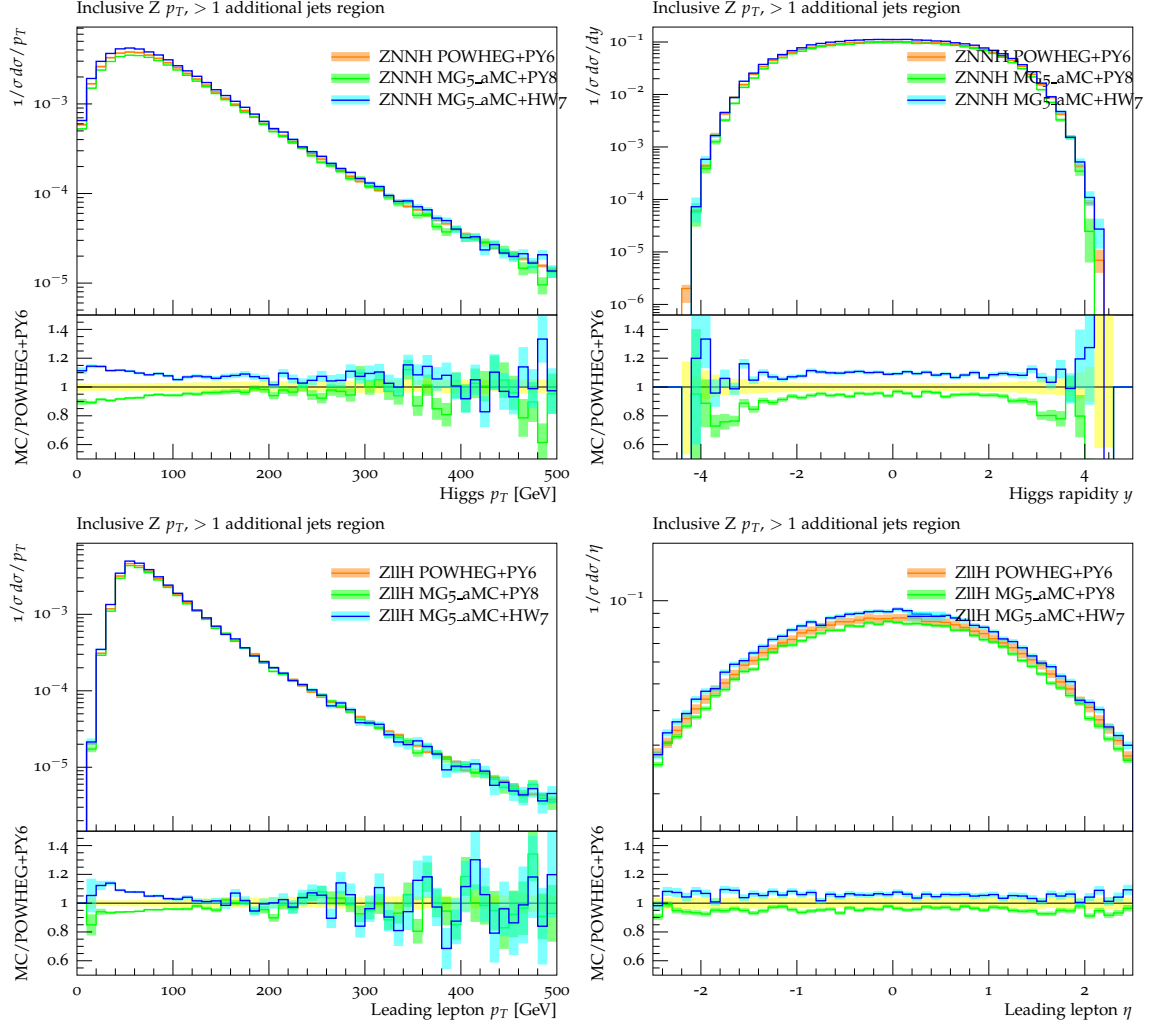 Inclusive Z p_T, > 1 additional jets region
1/σ dσ/p_T
ZNNH POWHEG+PY6
ZNNH MG5_aMC+PY8
ZNNH MG5_aMC+HW7
10^−3
10^−4
10^−5
MC/POWHEG+PY6
1.4
1.2
1
0.8
0.6
0 100 200 300 400 500
Higgs p_T [GeV]
Inclusive Z p_T, > 1 additional jets region
1/σ dσ/dy
ZNNH POWHEG+PY6
ZNNH MG5_aMC+PY8
ZNNH MG5_aMC+HW7
10^−1
10^−2
10^−3
10^−4
10^−5
10^−6
MC/POWHEG+PY6
1.4
1.2
1
0.8
0.6
-4 -2 0 2 4
Higgs rapidity y
Inclusive Z p_T, > 1 additional jets region
1/σ dσ/p_T
ZllH POWHEG+PY6
ZllH MG5_aMC+PY8
ZllH MG5_aMC+HW7
10^−3
10^−4
10^−5
MC/POWHEG+PY6
1.4
1.2
1
0.8
0.6
0 100 200 300 400 500
Leading lepton p_T [GeV]
Inclusive Z p_T, > 1 additional jets region
1/σ dσ/η
ZllH POWHEG+PY6
ZllH MG5_aMC+PY8
ZllH MG5_aMC+HW7
10^−1
MC/POWHEG+PY6
1.4
1.2
1
0.8
0.6
-2 -1 0 1 2
Leading lepton η